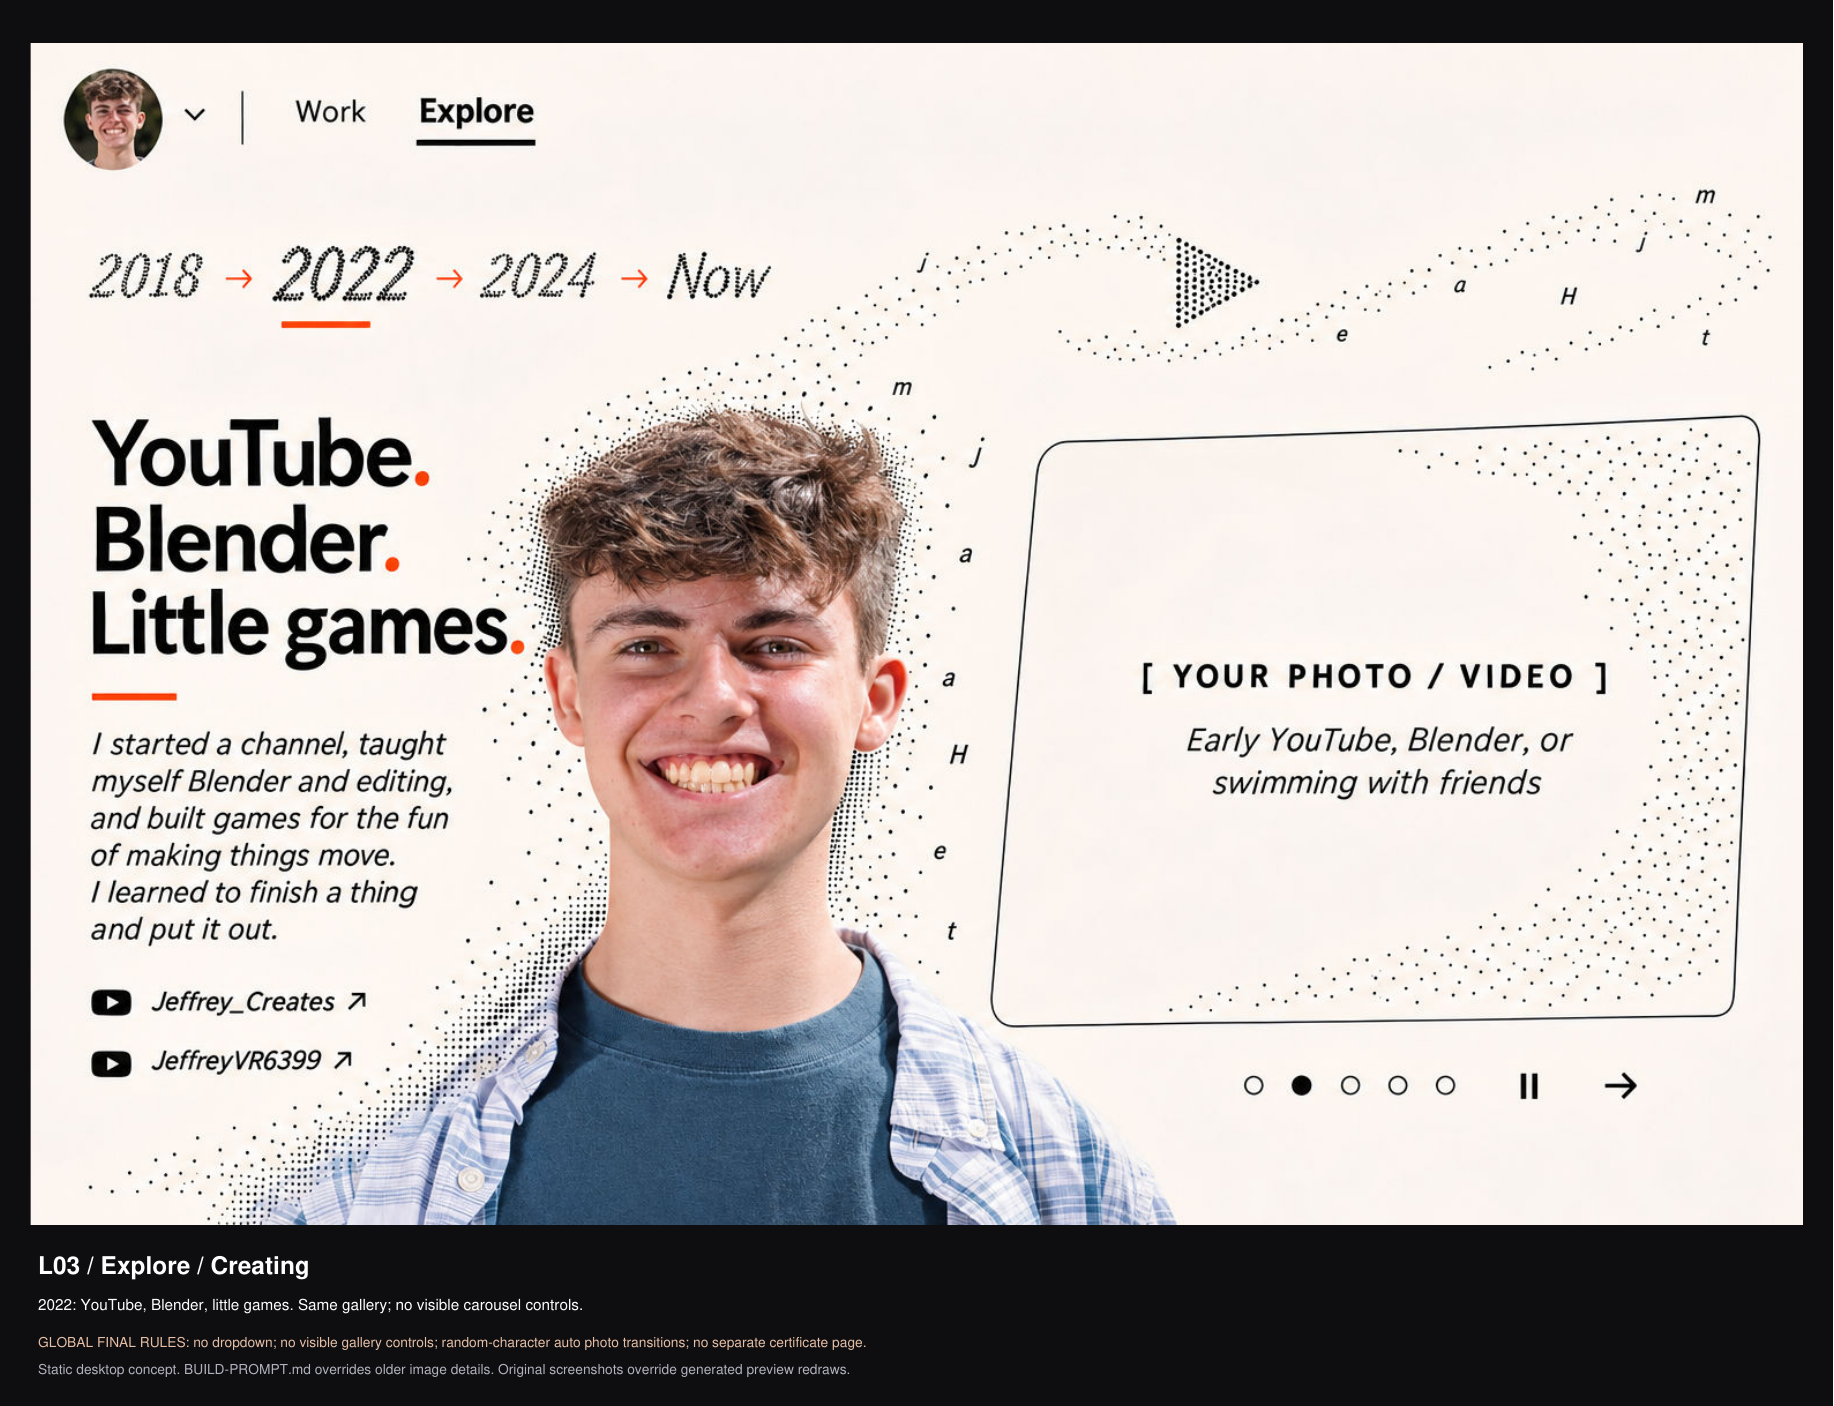 Work Explore
2018 → 2022 → 2024 → Now
YouTube.
Blender.
Little games.
I started a channel, taught
myself Blender and editing,
and built games for the fun
of making things move.
I learned to finish a thing
and put it out.
Jeffrey_Creates ↗
JeffreyVR6399 ↗
j
m
j
a
a
H
e
t
m
j
a
H
e
t
[ YOUR PHOTO / VIDEO ]
Early YouTube, Blender, or
swimming with friends
L03 / Explore / Creating
2022: YouTube, Blender, little games. Same gallery; no visible carousel controls.
GLOBAL FINAL RULES: no dropdown; no visible gallery controls; random-character auto photo transitions; no separate certificate page.
Static desktop concept. BUILD-PROMPT.md overrides older image details. Original screenshots override generated preview redraws.